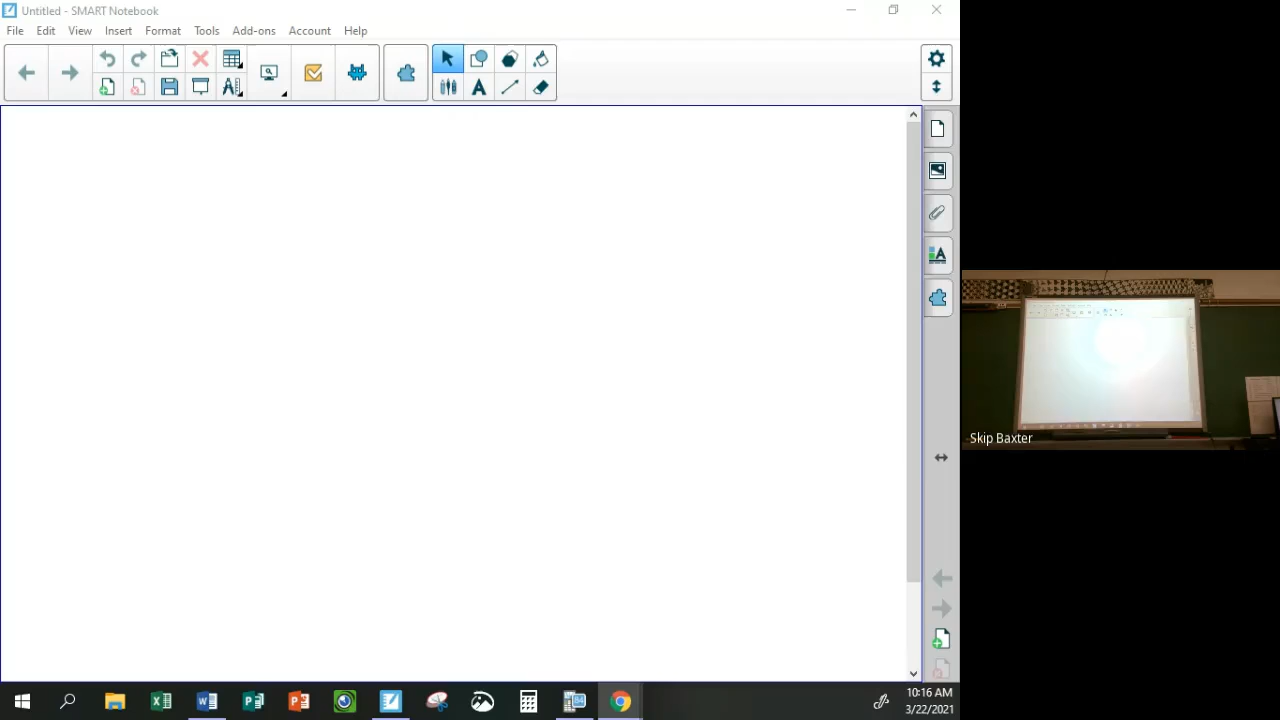 Untitled - SMART Notebook
File Edit View Insert Format Tools Add-ons Account Help
Skip Baxter
10:16 AM
3/22/2021